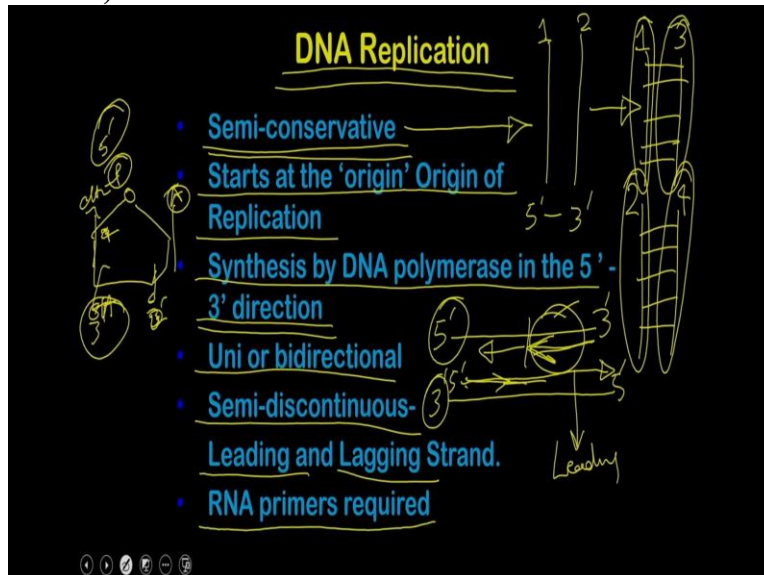 DNA Replication
1 2
1 3
5'
• Semi-conservative
• Starts at the ‘origin’ Origin of
Replication
2 4
5' - 3'
• Synthesis by DNA polymerase in the 5 ’ -
3’ direction
3'
5' 3'
• Uni or bidirectional
5'
3 5'
• Semi-discontinuous-
Leading and Lagging Strand.
Leading
• RNA primers required